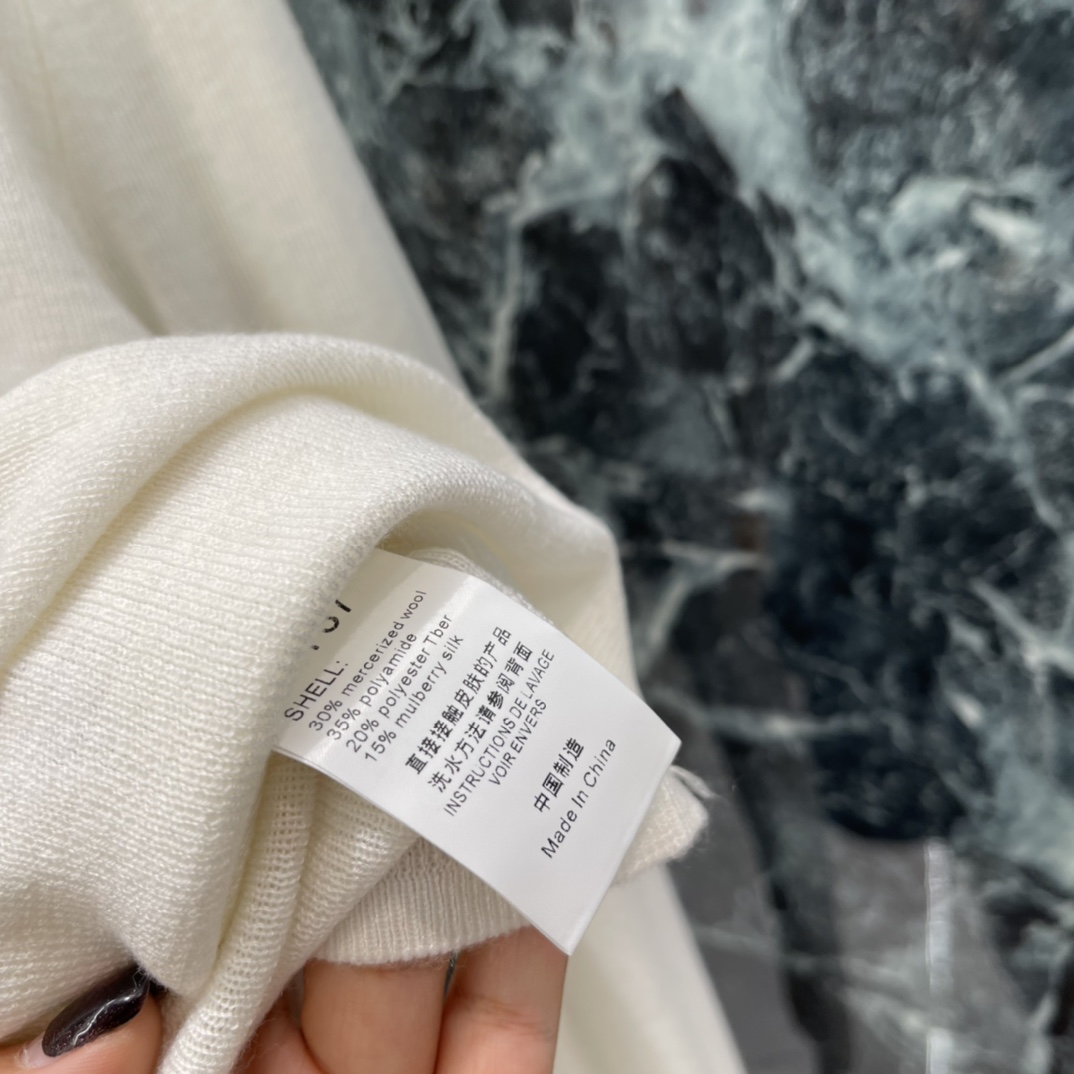 SHELL:
30% mercerized wool
35% polyamide
20% polyester Tber
15% mulberry silk
直接接触皮肤的产品
洗水方法请参阅背面
INSTRUCTIONS DE LAVAGE
VOIR ENVERS
中国制造
Made In China